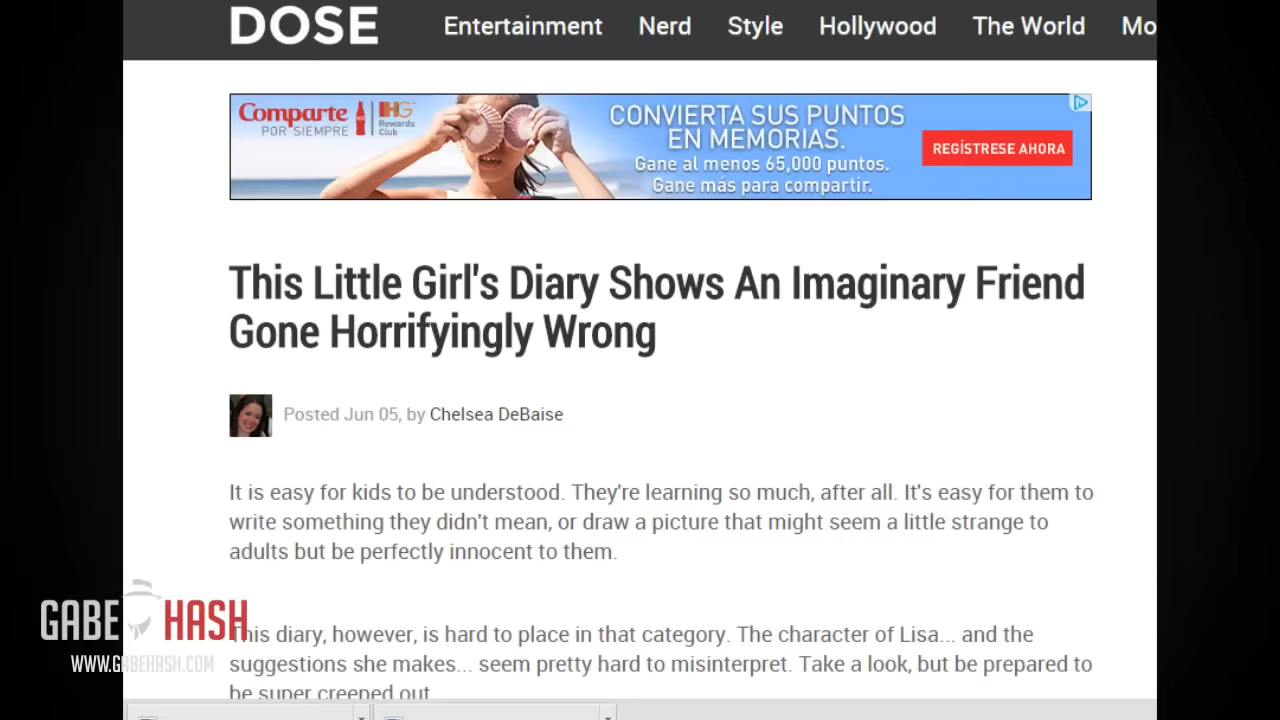 DOSE Entertainment Nerd Style Hollywood The World Mo
Comparte
POR SIEMPRE
IHG
Rewards
Club
CONVIERTA SUS PUNTOS
EN MEMORIAS.
Gane al menos 65,000 puntos.
Gane más para compartir.
REGÍSTRESE AHORA
This Little Girl's Diary Shows An Imaginary Friend
Gone Horrifyingly Wrong
Posted Jun 05, by Chelsea DeBaise
It is easy for kids to be understood. They're learning so much, after all. It's easy for them to
write something they didn't mean, or draw a picture that might seem a little strange to
adults but be perfectly innocent to them.
This diary, however, is hard to place in that category. The character of Lisa... and the
suggestions she makes... seem pretty hard to misinterpret. Take a look, but be prepared to
be super creeped out
GABE HASH
WWW.GABEHASH.COM